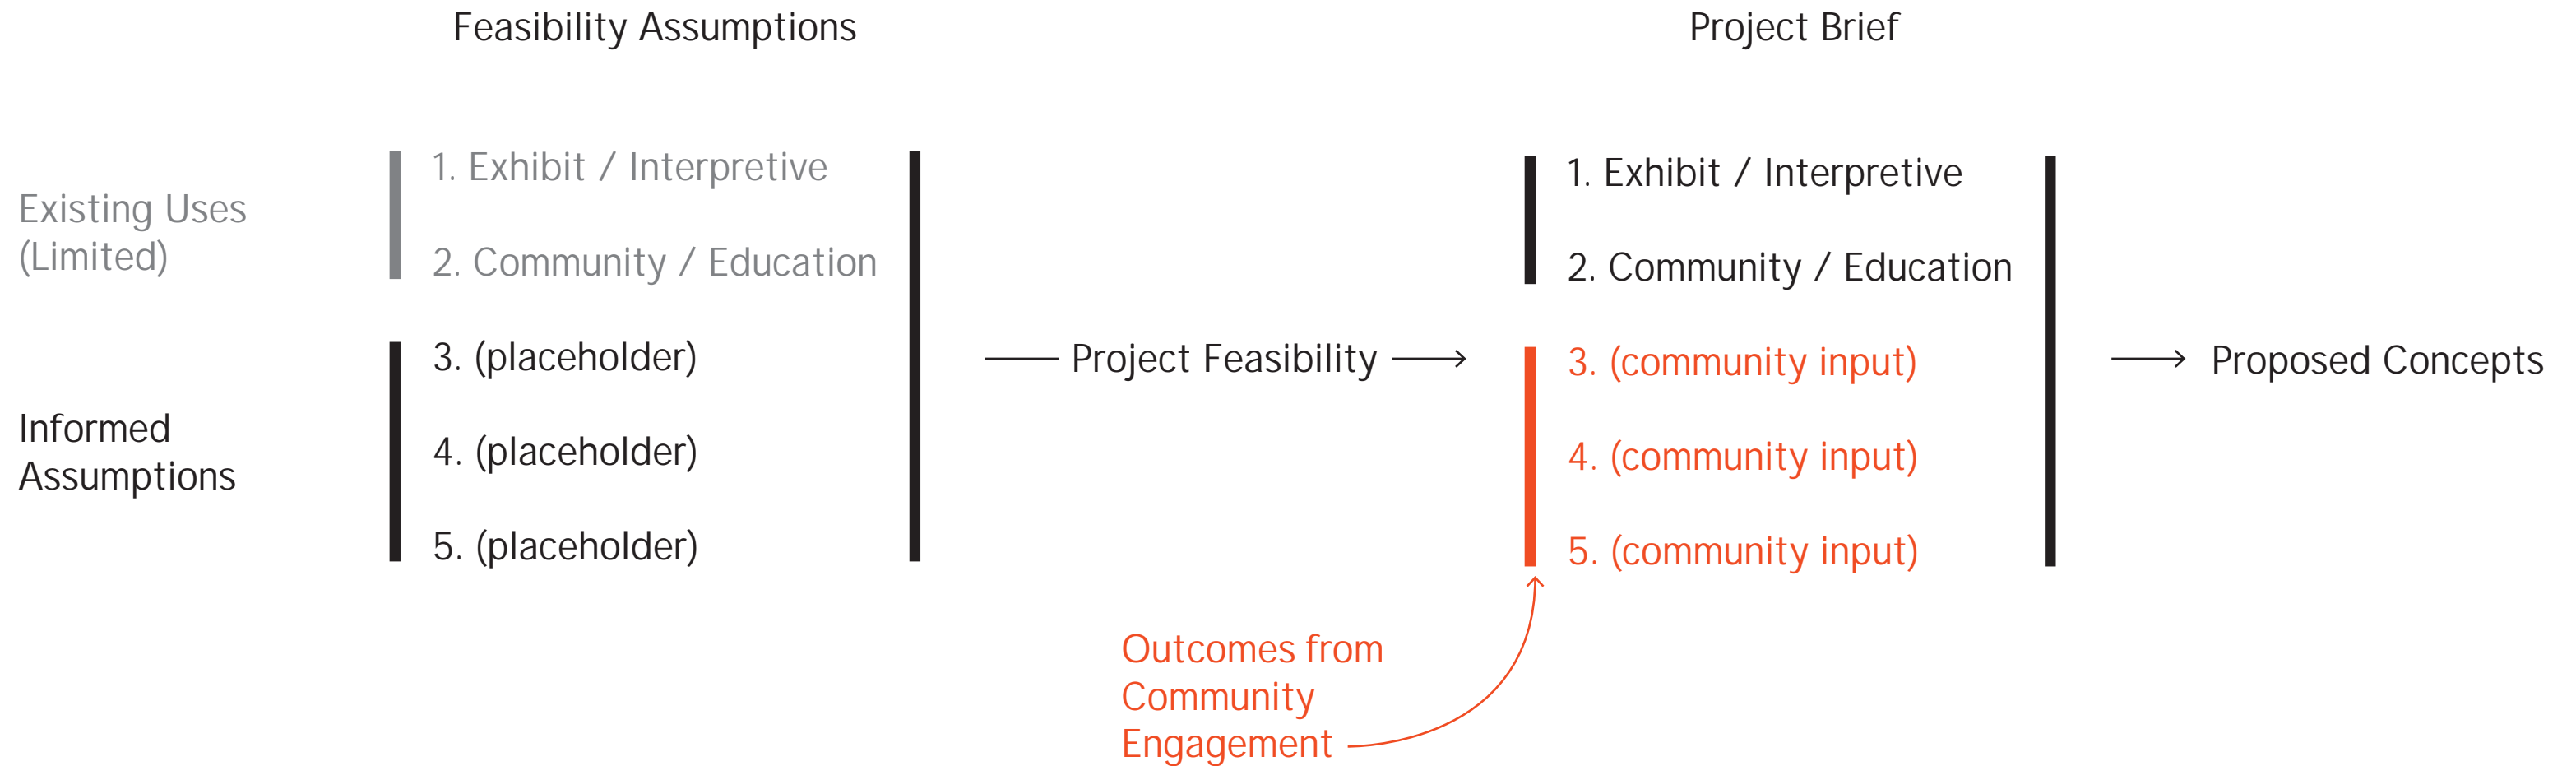 Feasibility Assumptions
Project Brief
Existing Uses
(Limited)
1. Exhibit / Interpretive
2. Community / Education
Informed
Assumptions
3. (placeholder)
4. (placeholder)
5. (placeholder)
Project Feasibility
1. Exhibit / Interpretive
2. Community / Education
3. (community input)
4. (community input)
5. (community input)
Outcomes from
Community
Engagement
Proposed Concepts